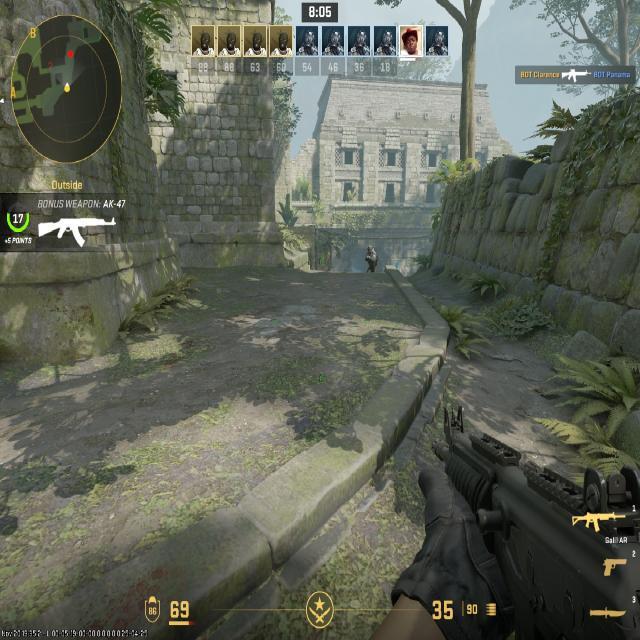 8:05
B
88 88 63 60 54 46 36 18
BOT Clarence BOT Panama
Outside
BONUS WEAPON: AK-47
17
+5 POINTS
1
Galil AR
2
3
86 69
35 90